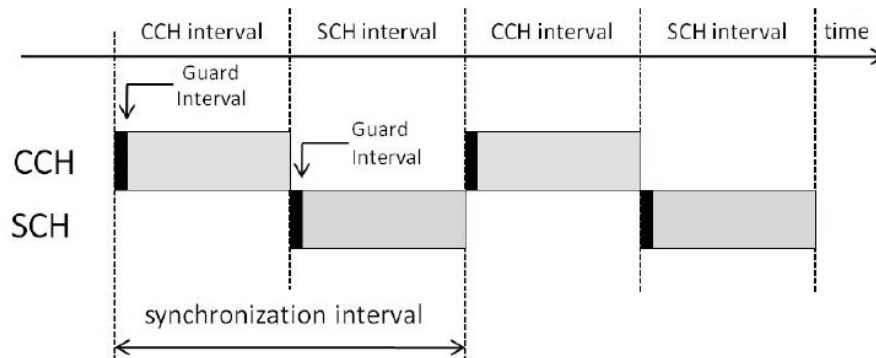 CCH interval SCH interval CCH interval SCH interval time
Guard
Interval
Guard
Interval
CCH
SCH
synchronization interval